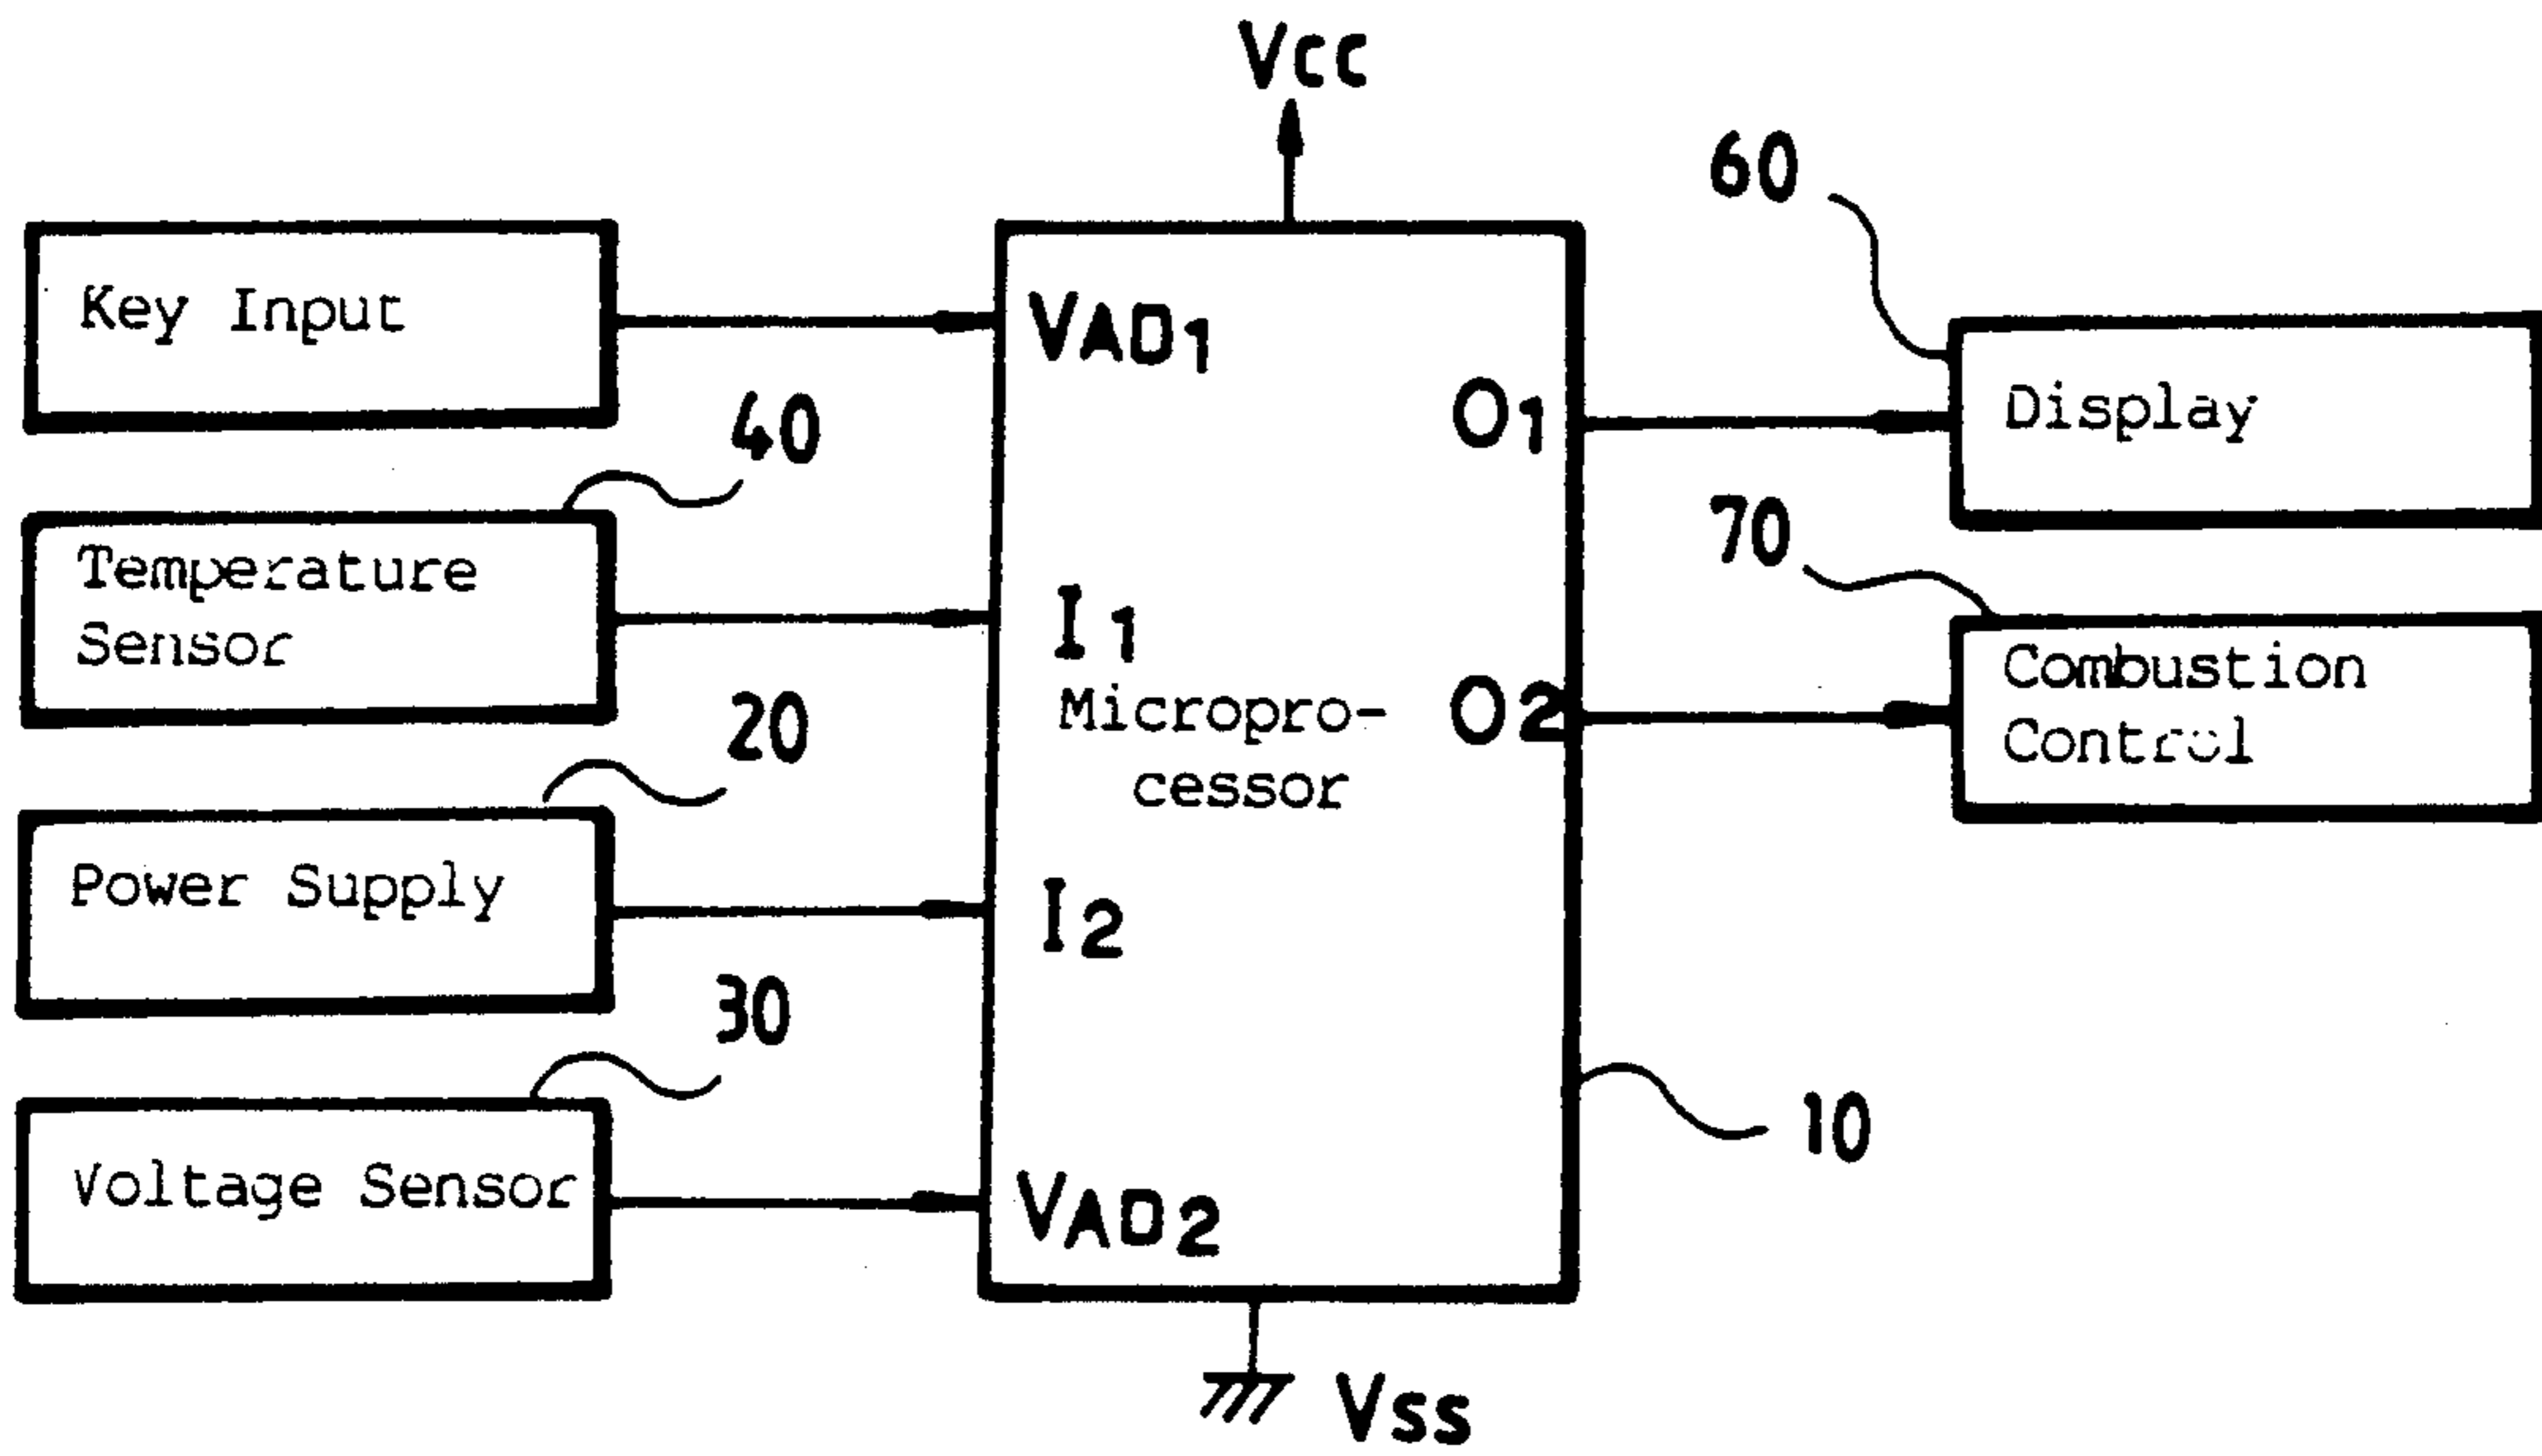 Vcc
60
Key Input
VAD1
40
O1
Display
70
Temperature
Sensor
I1
Combustion
Control
20
Micropro-
cessor
O2
Power Supply
I2
30
10
Voltage Sensor
VAD2
Vss